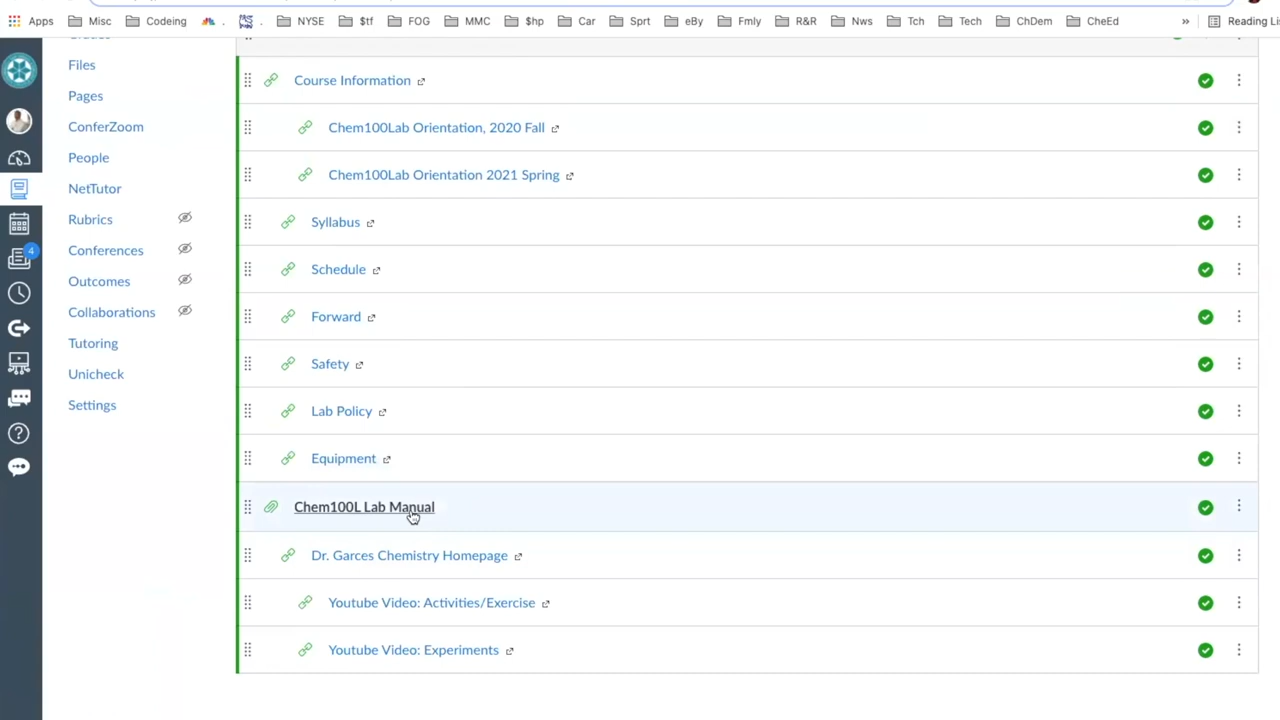 Apps Misc Codeing . . NYSE $tf FOG MMC $hp Car Sprt eBy Fmly R&R Nws Tch Tech ChDem CheEd » Reading Li
Files
Pages
ConferZoom
People
NetTutor
Rubrics
Conferences
Outcomes
Collaborations
Tutoring
Unicheck
Settings
4
Course Information
Chem100Lab Orientation, 2020 Fall
Chem100Lab Orientation 2021 Spring
Syllabus
Schedule
Forward
Safety
Lab Policy
Equipment
Chem100L Lab Manual
Dr. Garces Chemistry Homepage
Youtube Video: Activities/Exercise
Youtube Video: Experiments